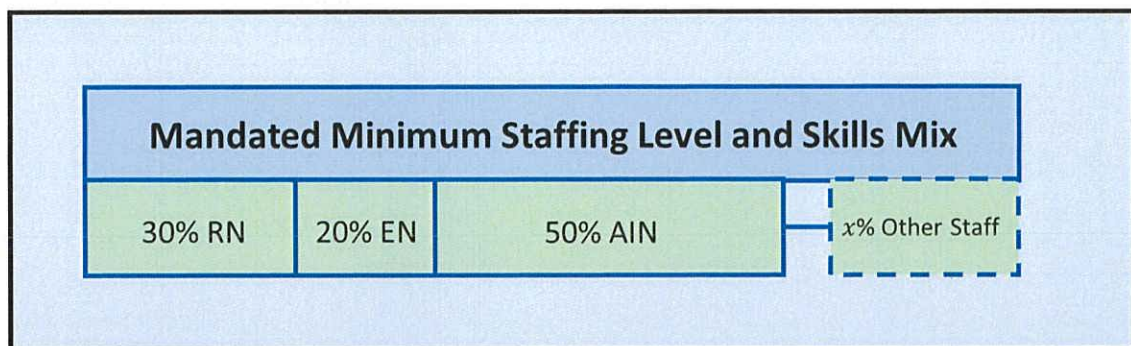 Mandated Minimum Staffing Level and Skills Mix
30% RN
20% EN
50% AIN
x% Other Staff